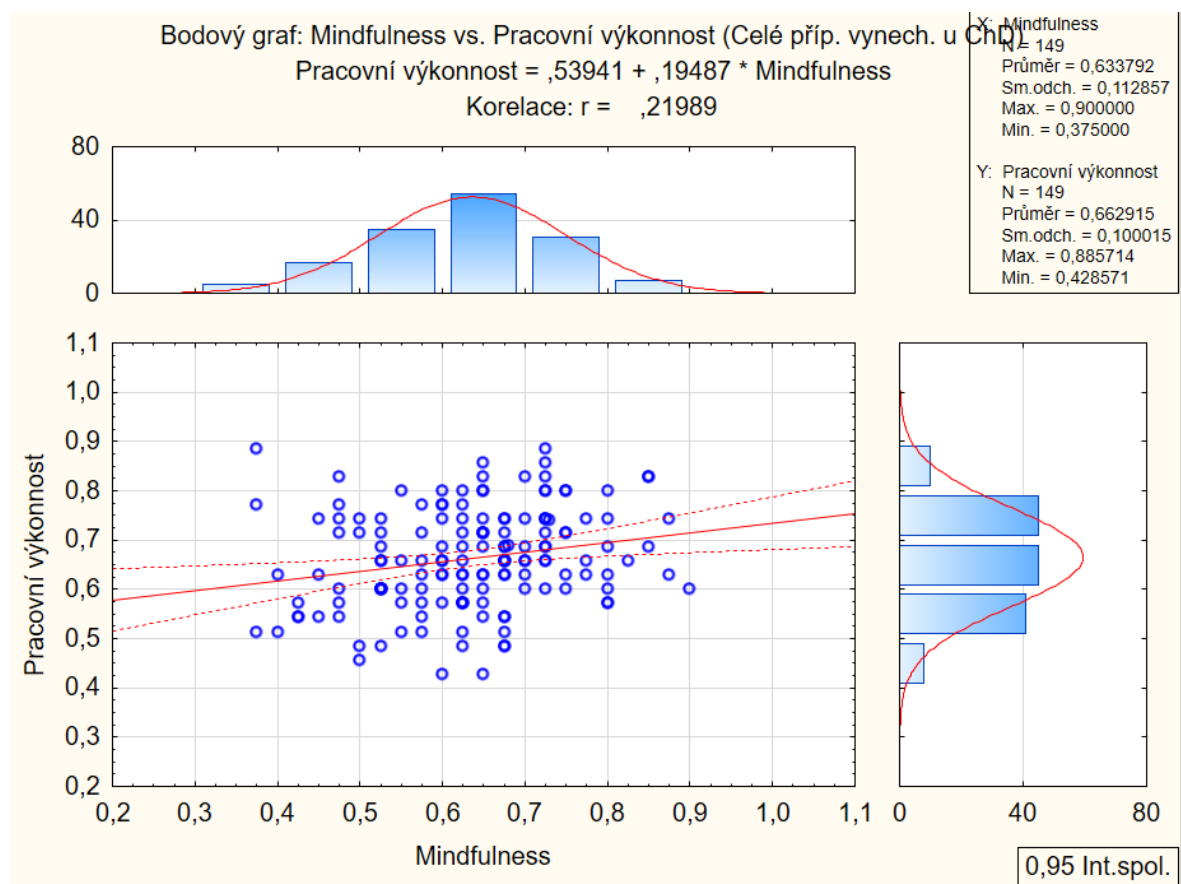 Bodový graf: Mindfulness vs. Pracovní výkonnost (Celé příp. vynech. u ChD)
Pracovní výkonnost = ,53941 + ,19487 * Mindfulness
Korelace: r = ,21989
X: Mindfulness
N = 149
Průměr = 0,633792
Sm.odch. = 0,112857
Max. = 0,900000
Min. = 0,375000
Y: Pracovní výkonnost
N = 149
Průměr = 0,662915
Sm.odch. = 0,100015
Max. = 0,885714
Min. = 0,428571
80
40
0
1,1
1,0
0,9
0,8
0,7
0,6
0,5
0,4
0,3
0,2
Pracovní výkonnost
0,2 0,3 0,4 0,5 0,6 0,7 0,8 0,9 1,0 1,1
0 40 80
Mindfulness
0,95 Int.spol.